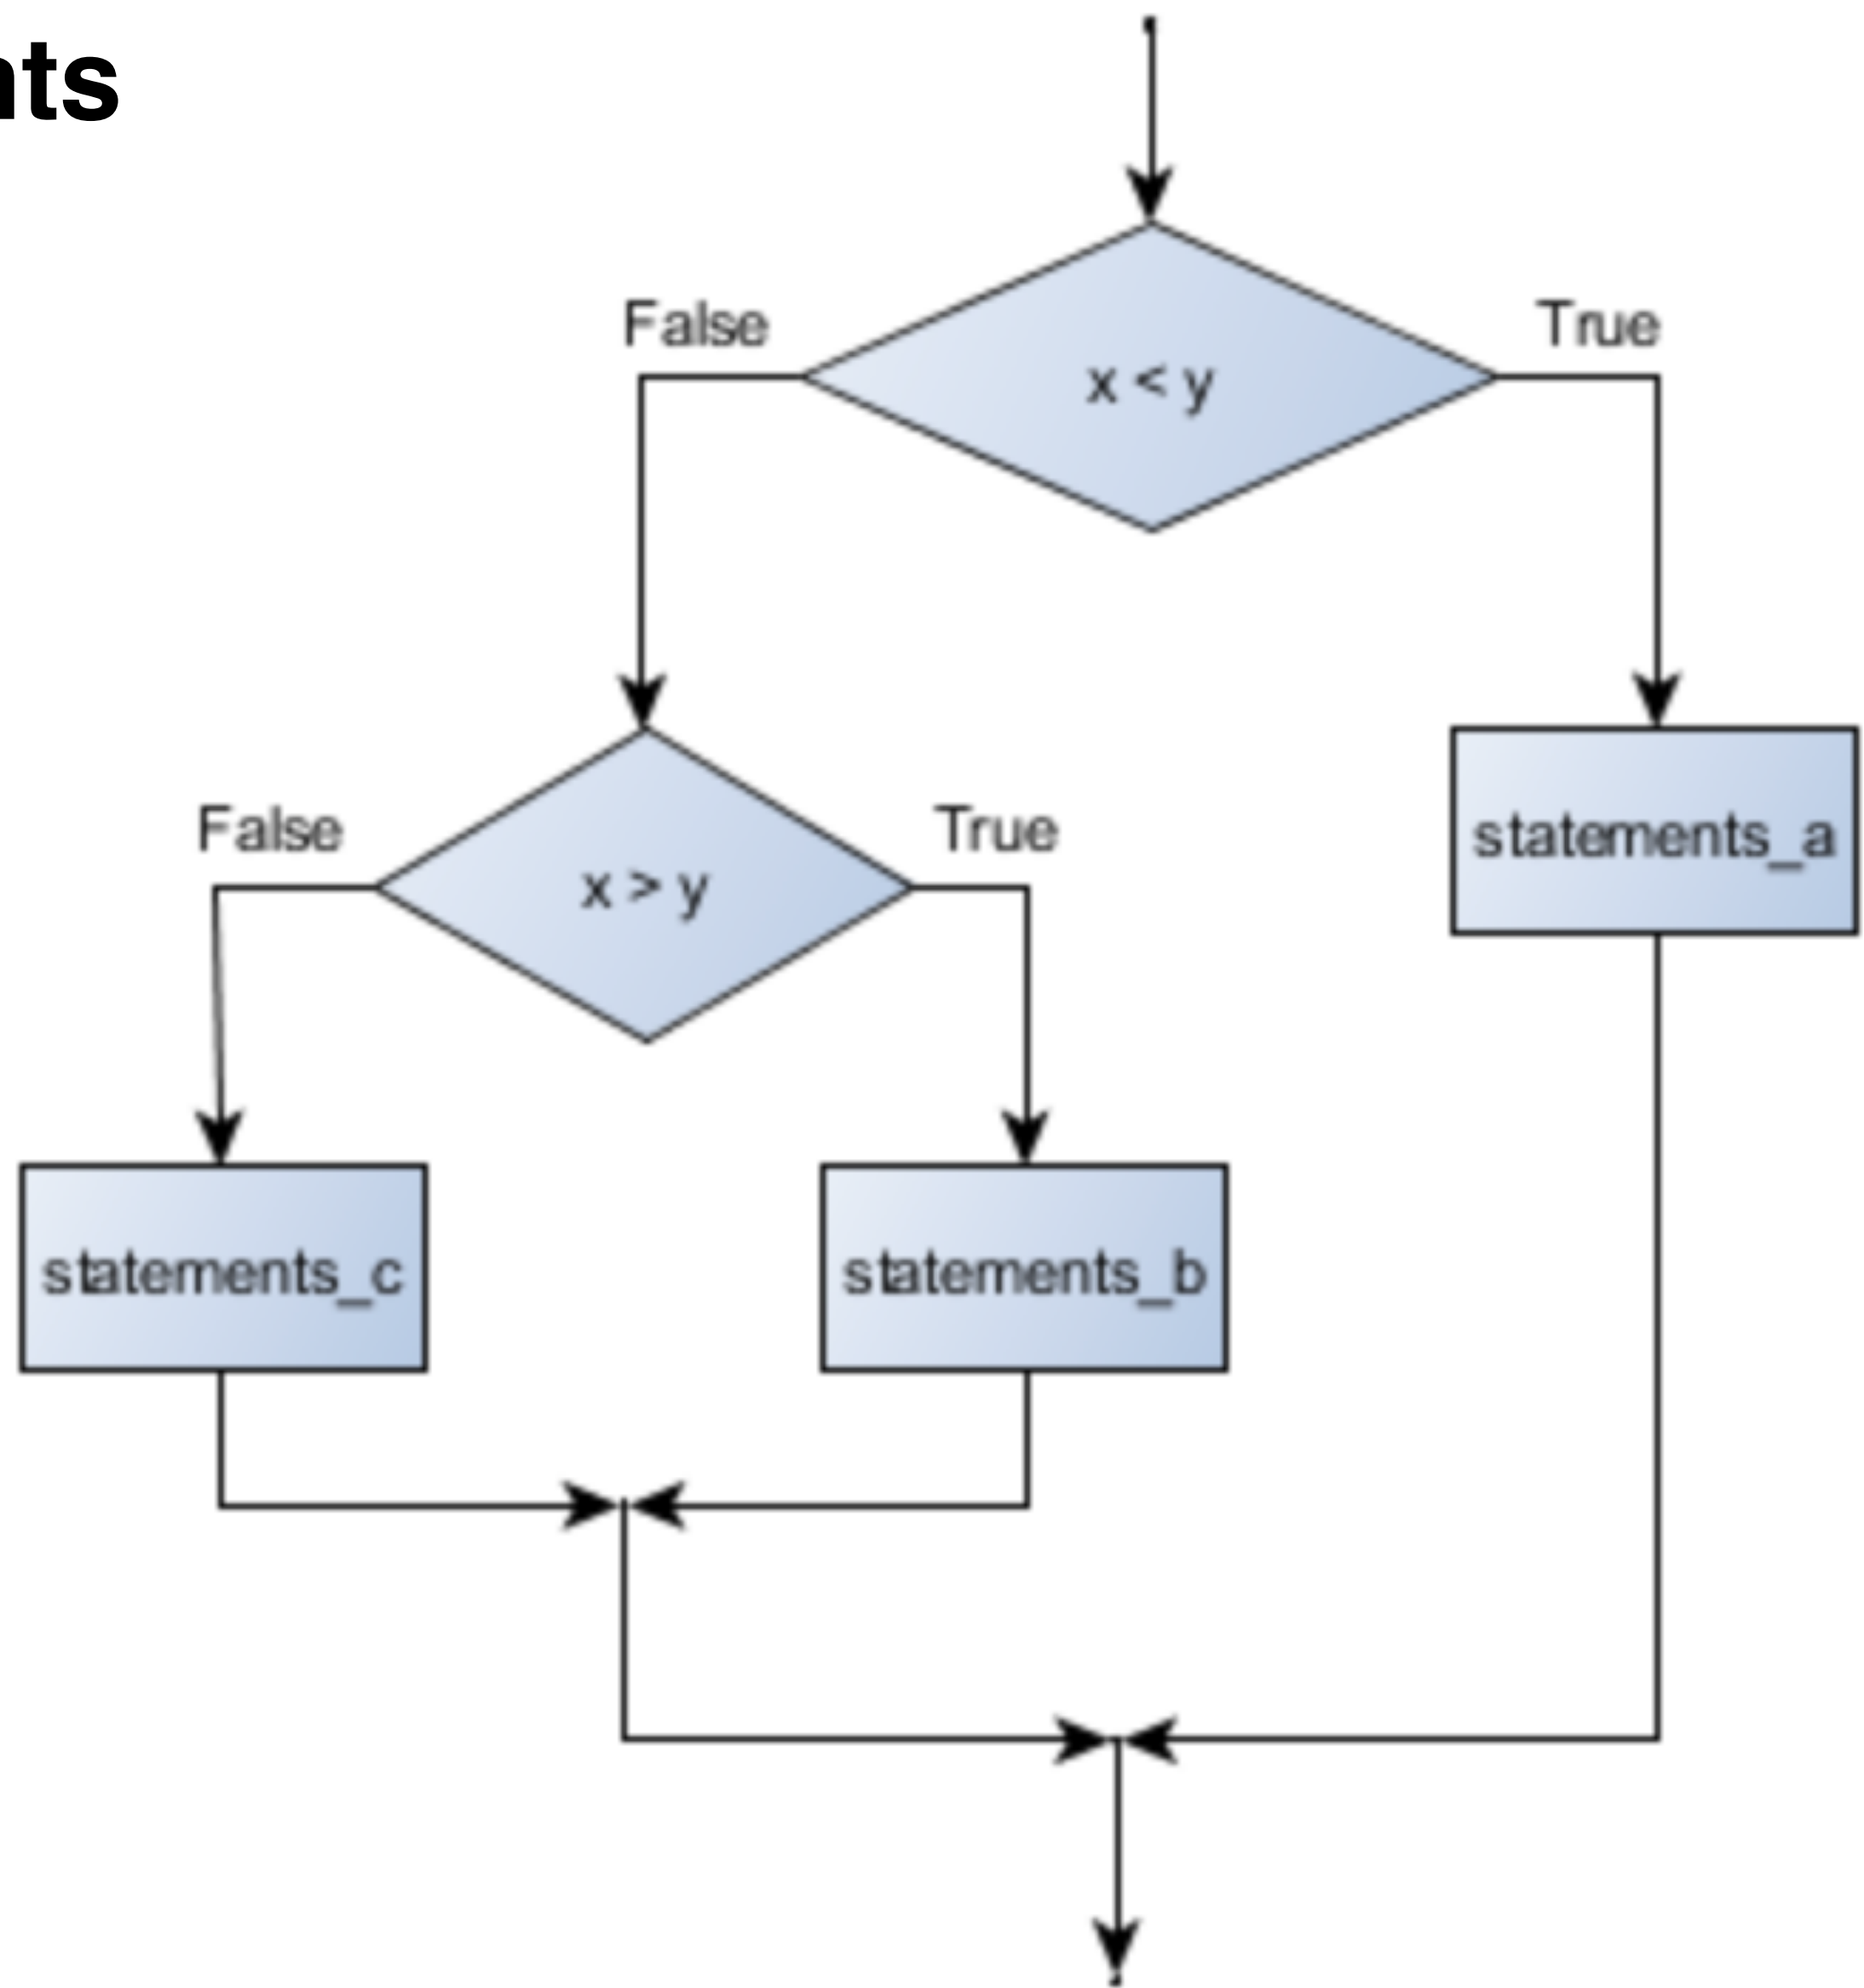 nts
False
True
x < y
False
True
x > y
statements_a
statements_c
statements_b